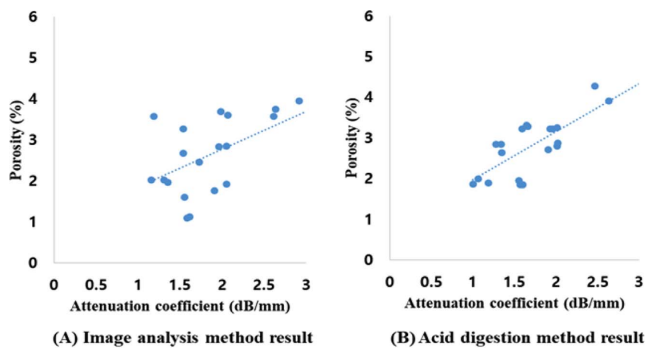 6
5
4
3
2
1
0
Porosity (%)
0 0.5 1 1.5 2 2.5 3
Attenuation coefficient (dB/mm)
(A) Image analysis method result
6
5
4
3
2
1
0
Porosity (%)
0 0.5 1 1.5 2 2.5 3
Attenuation coefficient (dB/mm)
(B) Acid digestion method result